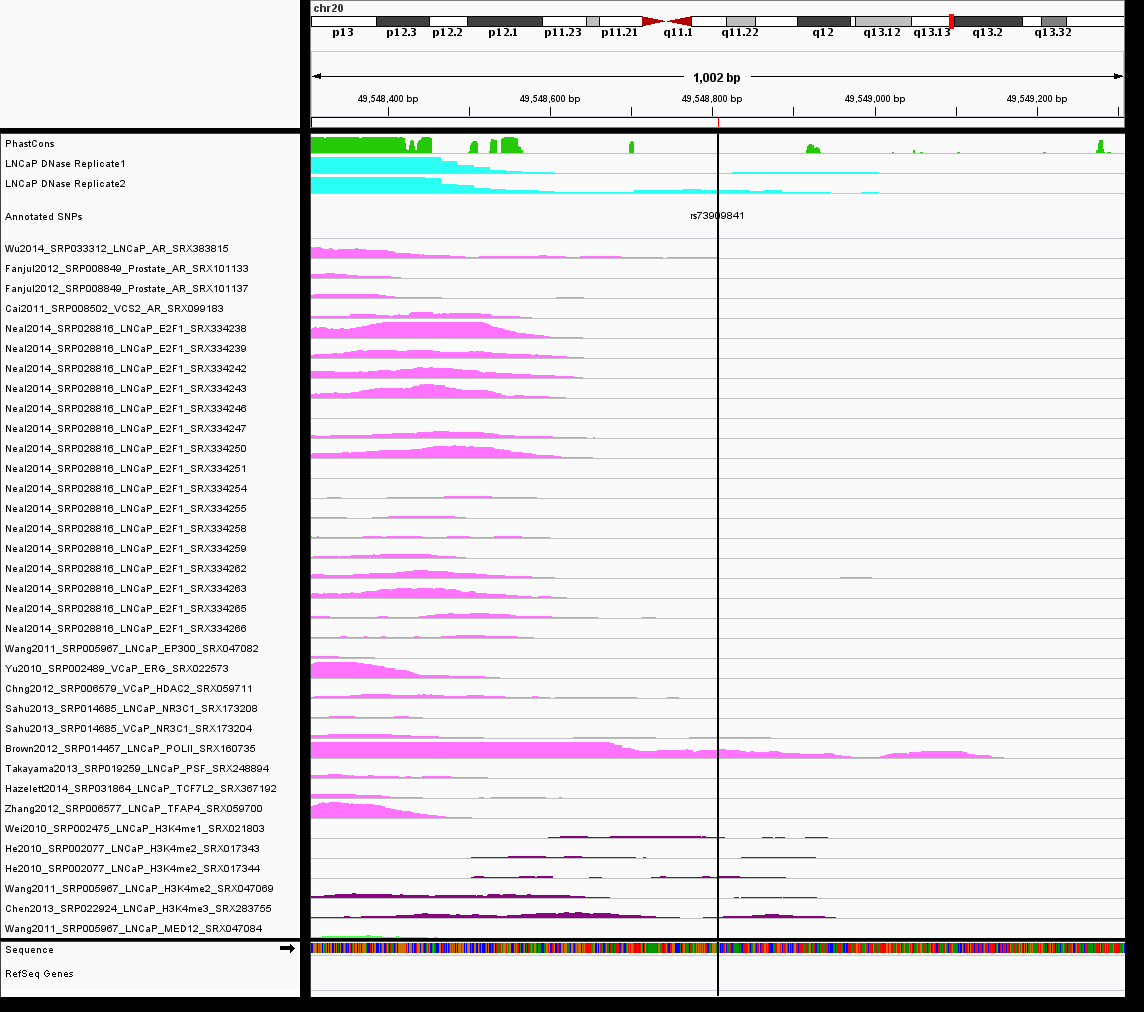 chr20
p13 p12.3 p12.2 p12.1 p11.23 p11.21 q11.1 q11.22 q12 q13.12 q13.13 q13.2 q13.32
1,002 bp
49,548,400 bp 49,548,600 bp 49,548,800 bp 49,549,000 bp 49,549,200 bp
PhastCons
LNCaP DNase Replicate1
LNCaP DNase Replicate2
Annotated SNPs rs73909841
Wu2014_SRP033312_LNCaP_AR_SRX383815
Fanjul2012_SRP008849_Prostate_AR_SRX101133
Fanjul2012_SRP008849_Prostate_AR_SRX101137
Cai2011_SRP008502_VCS2_AR_SRX099183
Neal2014_SRP028816_LNCaP_E2F1_SRX334238
Neal2014_SRP028816_LNCaP_E2F1_SRX334239
Neal2014_SRP028816_LNCaP_E2F1_SRX334242
Neal2014_SRP028816_LNCaP_E2F1_SRX334243
Neal2014_SRP028816_LNCaP_E2F1_SRX334246
Neal2014_SRP028816_LNCaP_E2F1_SRX334247
Neal2014_SRP028816_LNCaP_E2F1_SRX334250
Neal2014_SRP028816_LNCaP_E2F1_SRX334251
Neal2014_SRP028816_LNCaP_E2F1_SRX334254
Neal2014_SRP028816_LNCaP_E2F1_SRX334255
Neal2014_SRP028816_LNCaP_E2F1_SRX334258
Neal2014_SRP028816_LNCaP_E2F1_SRX334259
Neal2014_SRP028816_LNCaP_E2F1_SRX334262
Neal2014_SRP028816_LNCaP_E2F1_SRX334263
Neal2014_SRP028816_LNCaP_E2F1_SRX334265
Neal2014_SRP028816_LNCaP_E2F1_SRX334266
Wang2011_SRP005967_LNCaP_EP300_SRX047082
Yu2010_SRP002489_VCaP_ERG_SRX022573
Chng2012_SRP006579_VCaP_HDAC2_SRX059711
Sahu2013_SRP014685_LNCaP_NR3C1_SRX173208
Sahu2013_SRP014685_VCaP_NR3C1_SRX173204
Brown2012_SRP014457_LNCaP_POLII_SRX160735
Takayama2013_SRP019259_LNCaP_PSF_SRX248894
Hazelett2014_SRP031864_LNCaP_TCF7L2_SRX367192
Zhang2012_SRP006577_LNCaP_TFAP4_SRX059700
Wei2010_SRP002475_LNCaP_H3K4me1_SRX021803
He2010_SRP002077_LNCaP_H3K4me2_SRX017343
He2010_SRP002077_LNCaP_H3K4me2_SRX017344
Wang2011_SRP005967_LNCaP_H3K4me2_SRX047069
Chen2013_SRP022924_LNCaP_H3K4me3_SRX283755
Wang2011_SRP005967_LNCaP_MED12_SRX047084
Sequence
RefSeq Genes